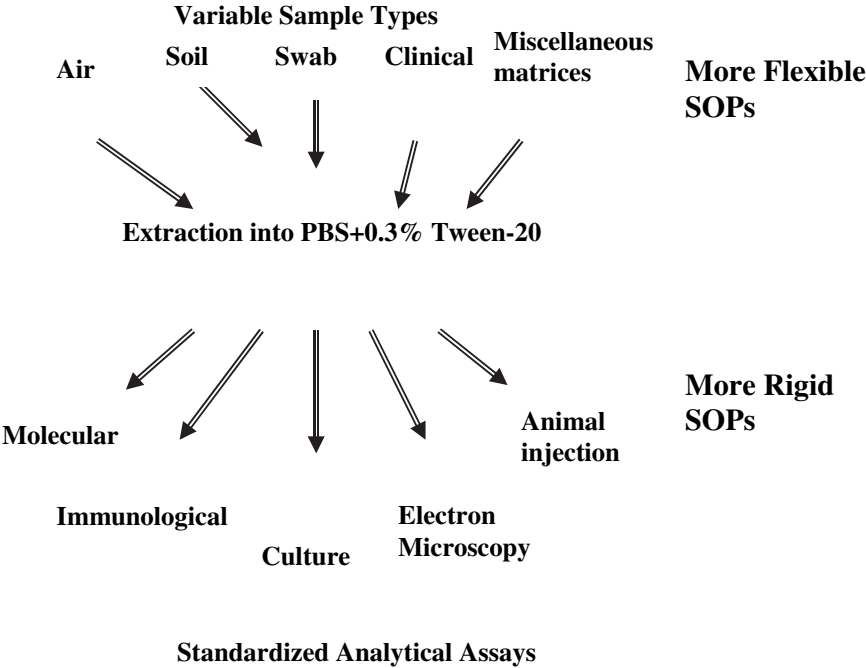 Variable Sample Types
Air
Soil
Swab
Clinical
Miscellaneous
matrices
More Flexible
SOPs
Extraction into PBS+0.3% Tween-20
More Rigid
SOPs
Molecular
Immunological
Culture
Electron
Microscopy
Animal
injection
Standardized Analytical Assays